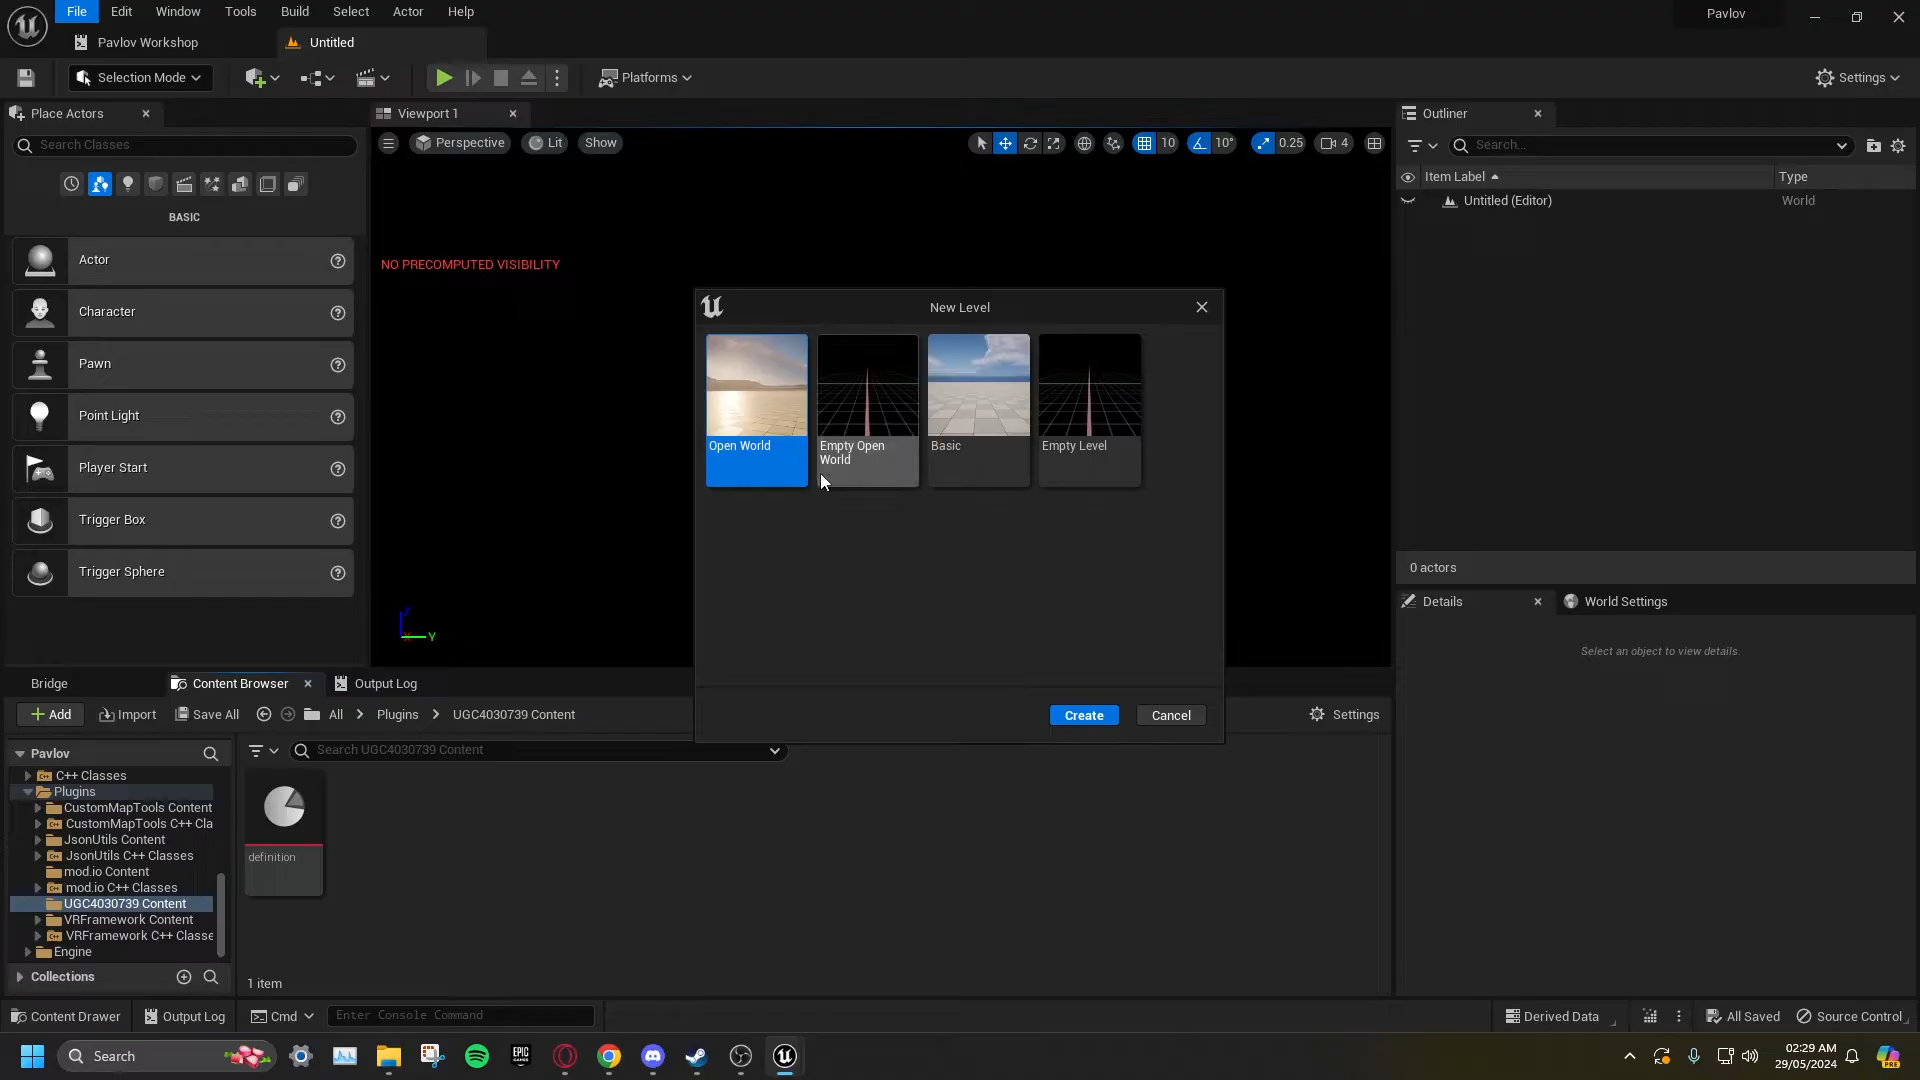 File Edit Window Tools Build Select Actor Help
Pavlov
Pavlov Workshop
Untitled
Selection Mode
Platforms
Settings
Place Actors
Viewport 1
Outliner
Search Classes
Perspective Lit Show
10 10° 0.25 4
Search...
Item Label Type
Untitled (Editor) World
BASIC
Actor
Character
Pawn
Point Light
Player Start
Trigger Box
Trigger Sphere
NO PRECOMPUTED VISIBILITY
Y
New Level
Open World
Empty Open
World
Basic
Empty Level
Create Cancel
0 actors
Details World Settings
Select an object to view details.
Bridge Content Browser Output Log
Add Import Save All All Plugins UGC4030739 Content Settings
Pavlov
Search UGC4030739 Content
C++ Classes
Plugins
CustomMapTools Content
CustomMapTools C++ Cla
JsonUtils Content
JsonUtils C++ Classes
mod.io Content
mod.io C++ Classes
UGC4030739 Content
VRFramework Content
VRFramework C++ Classe
Engine
Collections
definition
1 item
Content Drawer Output Log Cmd Enter Console Command Derived Data All Saved Source Control
Search
EPIC
GAMES
02:29 AM
29/05/2024
PRE